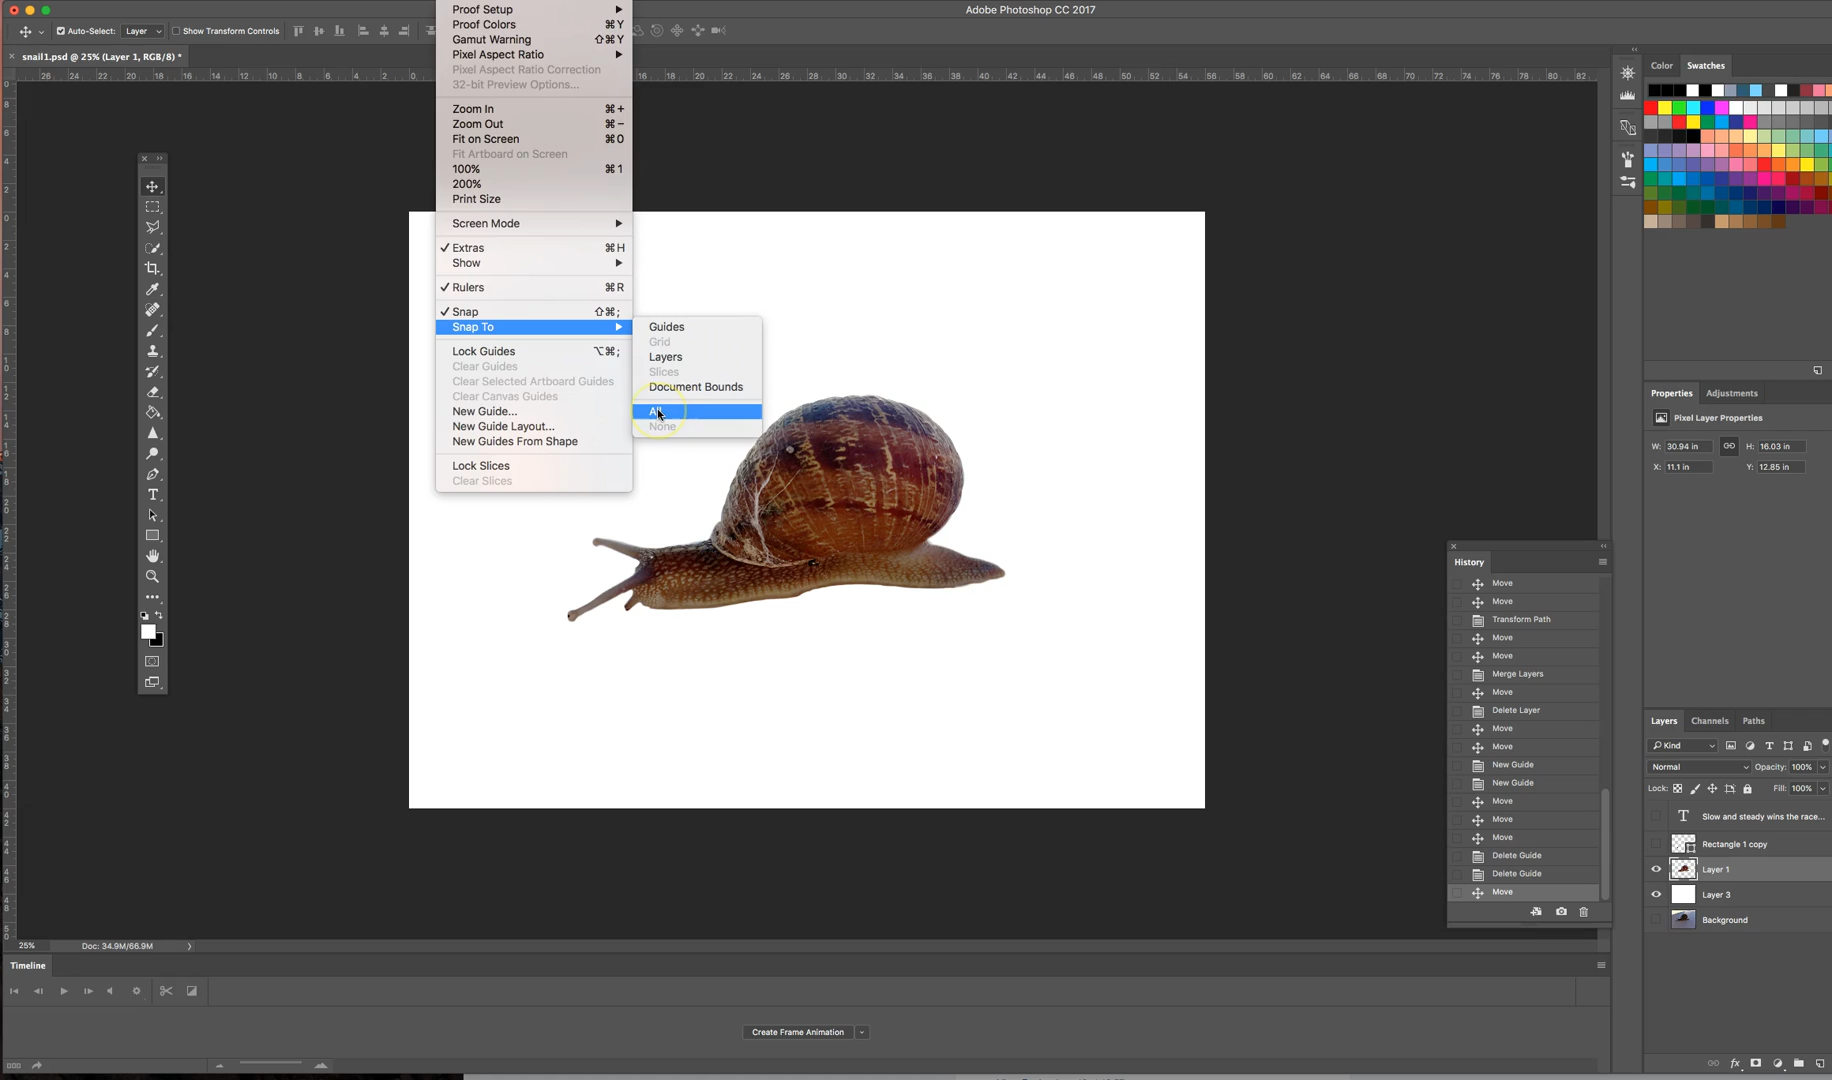 Adobe Photoshop CC 2017
Auto-Select: Layer Show Transform Controls
snail1.psd @ 25% (Layer 1, RGB/8) *
Proof Setup
Proof Colors ⌘Y
Gamut Warning ⇧⌘Y
Pixel Aspect Ratio
Pixel Aspect Ratio Correction
32-bit Preview Options...
Zoom In ⌘+
Zoom Out ⌘−
Fit on Screen ⌘0
Fit Artboard on Screen
100% ⌘1
200%
Print Size
Screen Mode
Extras ⌘H
Show
Rulers ⌘R
Snap ⇧⌘;
Snap To
Lock Guides ⌥⌘;
Clear Guides
Clear Selected Artboard Guides
Clear Canvas Guides
New Guide...
New Guide Layout...
New Guides From Shape
Lock Slices
Clear Slices
Guides
Grid
Layers
Slices
Document Bounds
All
None
Color Swatches
Properties Adjustments
Pixel Layer Properties
W: 30.94 in H: 16.03 in
X: 11.1 in Y: 12.85 in
History
Move
Move
Transform Path
Move
Move
Merge Layers
Move
Delete Layer
Move
Move
New Guide
New Guide
Move
Move
Move
Delete Guide
Delete Guide
Move
Layers Channels Paths
Kind
Normal Opacity: 100%
Lock: Fill: 100%
Slow and steady wins the race...
Rectangle 1 copy
Layer 1
Layer 3
Background
25% Doc: 34.9M/66.9M
Timeline
Create Frame Animation